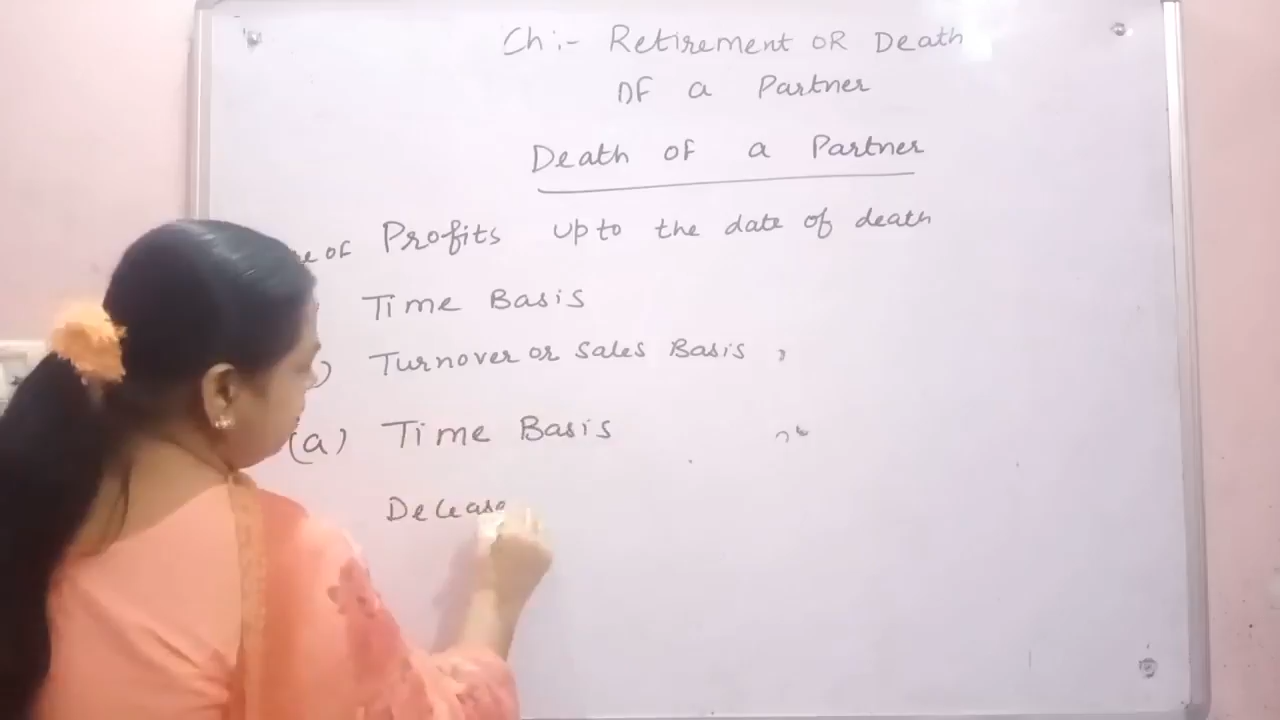 Ch:- Retirement OR Death
OF a Partner
Death of a Partner
of Profits upto the date of death
Time Basis
) Turnover or Sales Basis
(a) Time Basis
Decease